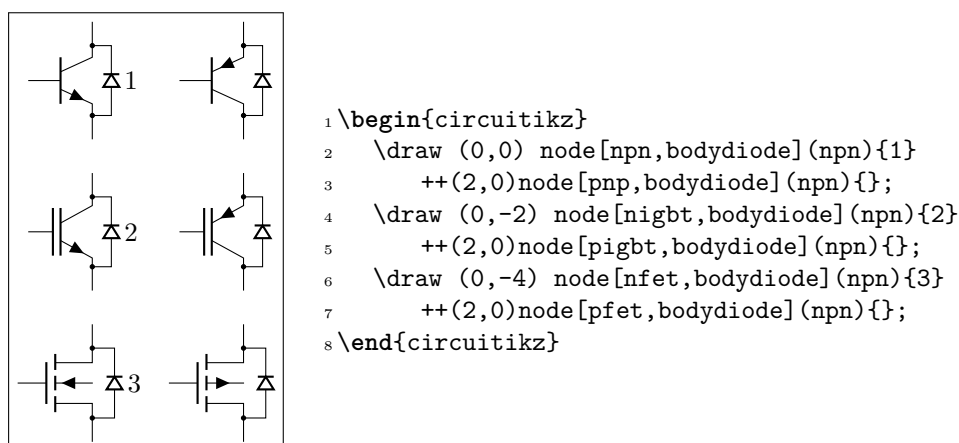 1
2
3
1 \begin{circuitikz}
2 \draw (0,0) node[npn,bodydiode](npn){1}
3 ++(2,0)node[pnp,bodydiode](npn){};
4 \draw (0,-2) node[nigbt,bodydiode](npn){2}
5 ++(2,0)node[pigbt,bodydiode](npn){};
6 \draw (0,-4) node[nfet,bodydiode](npn){3}
7 ++(2,0)node[pfet,bodydiode](npn){};
8 \end{circuitikz}